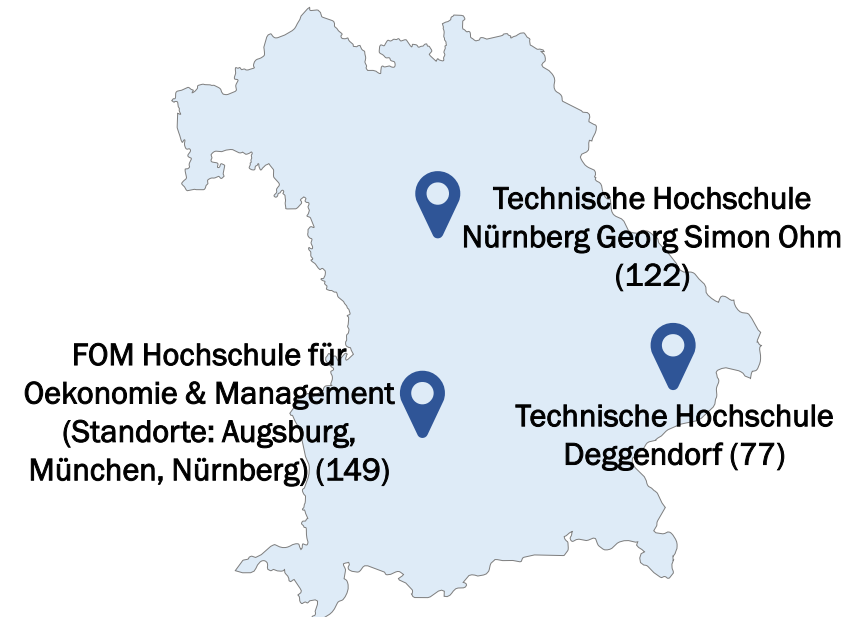 Technische Hochschule
Nürnberg Georg Simon Ohm
(122)
FOM Hochschule für
Oekonomie & Management
(Standorte: Augsburg,
München, Nürnberg) (149)
Technische Hochschule
Deggendorf (77)